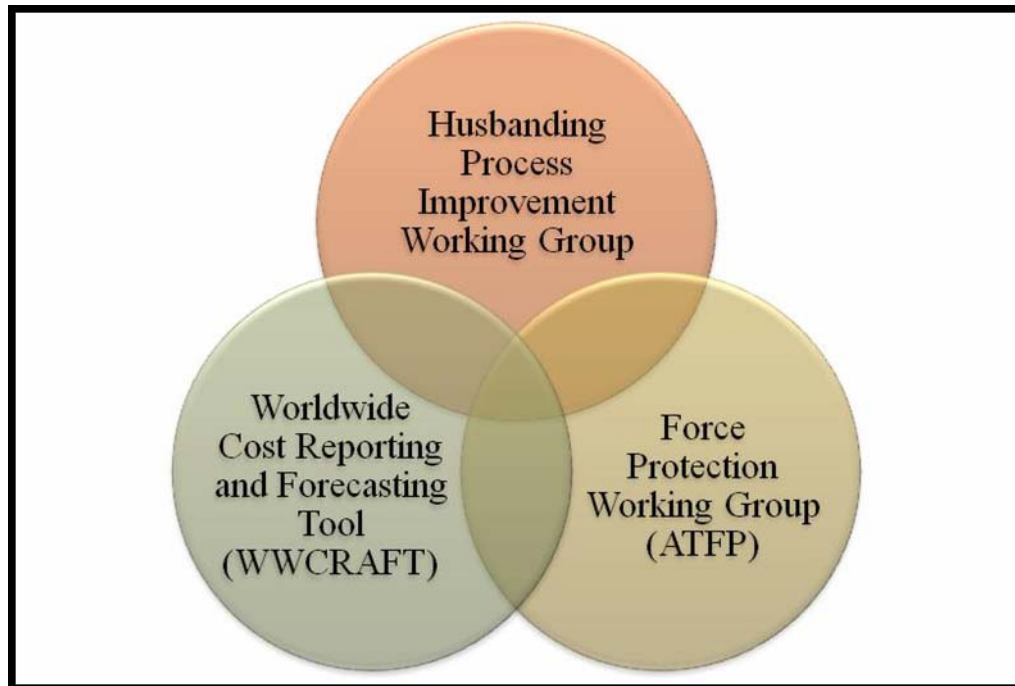 Husbanding
Process
Improvement
Working Group
Worldwide
Cost Reporting
and Forecasting
Tool
(WWCRAFT)
Force
Protection
Working Group
(ATFP)